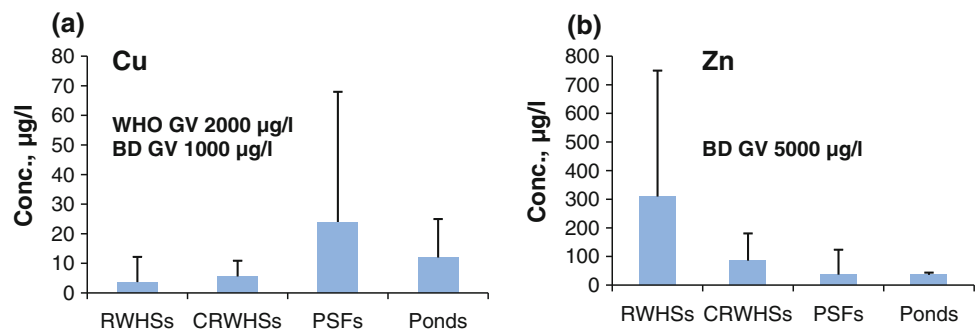 (a)
Cu
WHO GV 2000 µg/l
BD GV 1000 µg/l
Conc., µg/l
80
70
60
50
40
30
20
10
0
RWHSs CRWHSs PSFs Ponds
(b)
Zn
BD GV 5000 µg/l
Conc., µg/l
800
700
600
500
400
300
200
100
0
RWHSs CRWHSs PSFs Ponds